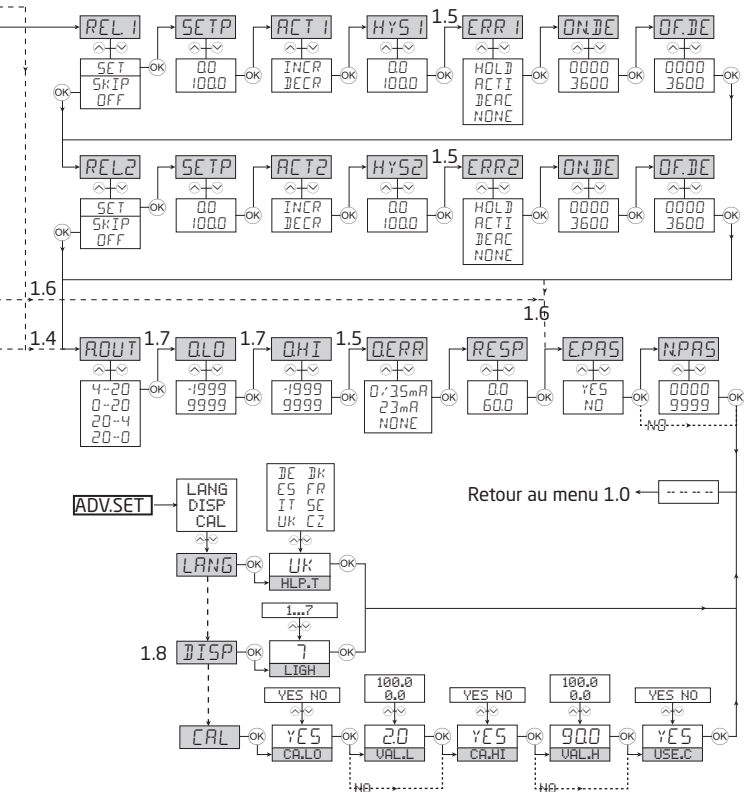 REL.1 SETP ACT1 HYS1 1.5 ERR1 ON.DE OF.DE
SET 0.0 INCR 0.0 HOLD 0000 0000
SKIP 100.0 DECR 100.0 ACTI 3600 3600
OFF DEAC
NONE
OK OK OK OK OK OK OK OK
REL2 SETP ACT2 HYS2 1.5 ERR2 ON.DE OF.DE
SET 0.0 INCR 0.0 HOLD 0000 0000
SKIP 100.0 DECR 100.0 ACTI 3600 3600
OFF DEAC
NONE
OK OK OK OK OK OK OK OK
1.6
1.6
1.4 A.OUT 1.7 O.LO 1.7 O.HI 1.5 O.ERR RESP E.PAS N.PAS
4-20 -1999 -1999 0/3.5mA 0.0 YES 0000
0-20 9999 9999 23mA 60.0 NO 9999
20-4 NONE
20-0
OK OK OK OK OK OK OK
NO
Retour au menu 1.0 -- -- -- --
ADV.SET
LANG
DISP
CAL
DE DK
ES FR
IT SE
UK CZ
LANG OK UK OK
HLP.T
1...7
1.8 DISP OK 7 OK
LIGH
YES NO 100.0 YES NO 100.0 YES NO
0.0 0.0
CAL OK YES OK 2.0 OK YES OK 90.0 OK YES OK
CA.LO VAL.L CA.HI VAL.H USE.C
NO NO